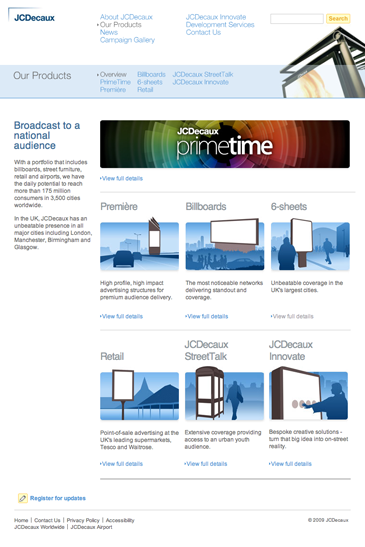 JCDecaux
About JCDecaux
Our Products
News
Campaign Gallery
JCDecaux Innovate
Development Services
Contact Us
Search
Our Products
Overview
PrimeTime
Première
Billboards
6-sheets
Retail
JCDecaux StreetTalk
JCDecaux Innovate
Broadcast to a
national
audience
With a portfolio that includes
billboards, street furniture,
retail and airports, we have
the daily potential to reach
more than 175 million
consumers in 3,500 cities
worldwide.
In the UK, JCDecaux has an
unbeatable presence in all
major cities including London,
Manchester, Birmingham and
Glasgow.
JCDecaux
primetime
View full details
Première
High profile, high impact
advertising structures for
premium audience delivery.
View full details
Billboards
The most noticeable networks
delivering standout and
coverage.
View full details
6-sheets
Unbeatable coverage in the
UK's largest cities.
View full details
Retail
Point-of-sale advertising at the
UK's leading supermarkets,
Tesco and Waitrose.
View full details
JCDecaux
StreetTalk
Extensive coverage providing
access to an urban youth
audience.
View full details
JCDecaux
Innovate
Bespoke creative solutions -
turn that big idea into on-street
reality.
View full details
Register for updates
Home | Contact Us | Privacy Policy | Accessibility
JCDecaux Worldwide | JCDecaux Airport
© 2009 JCDecaux